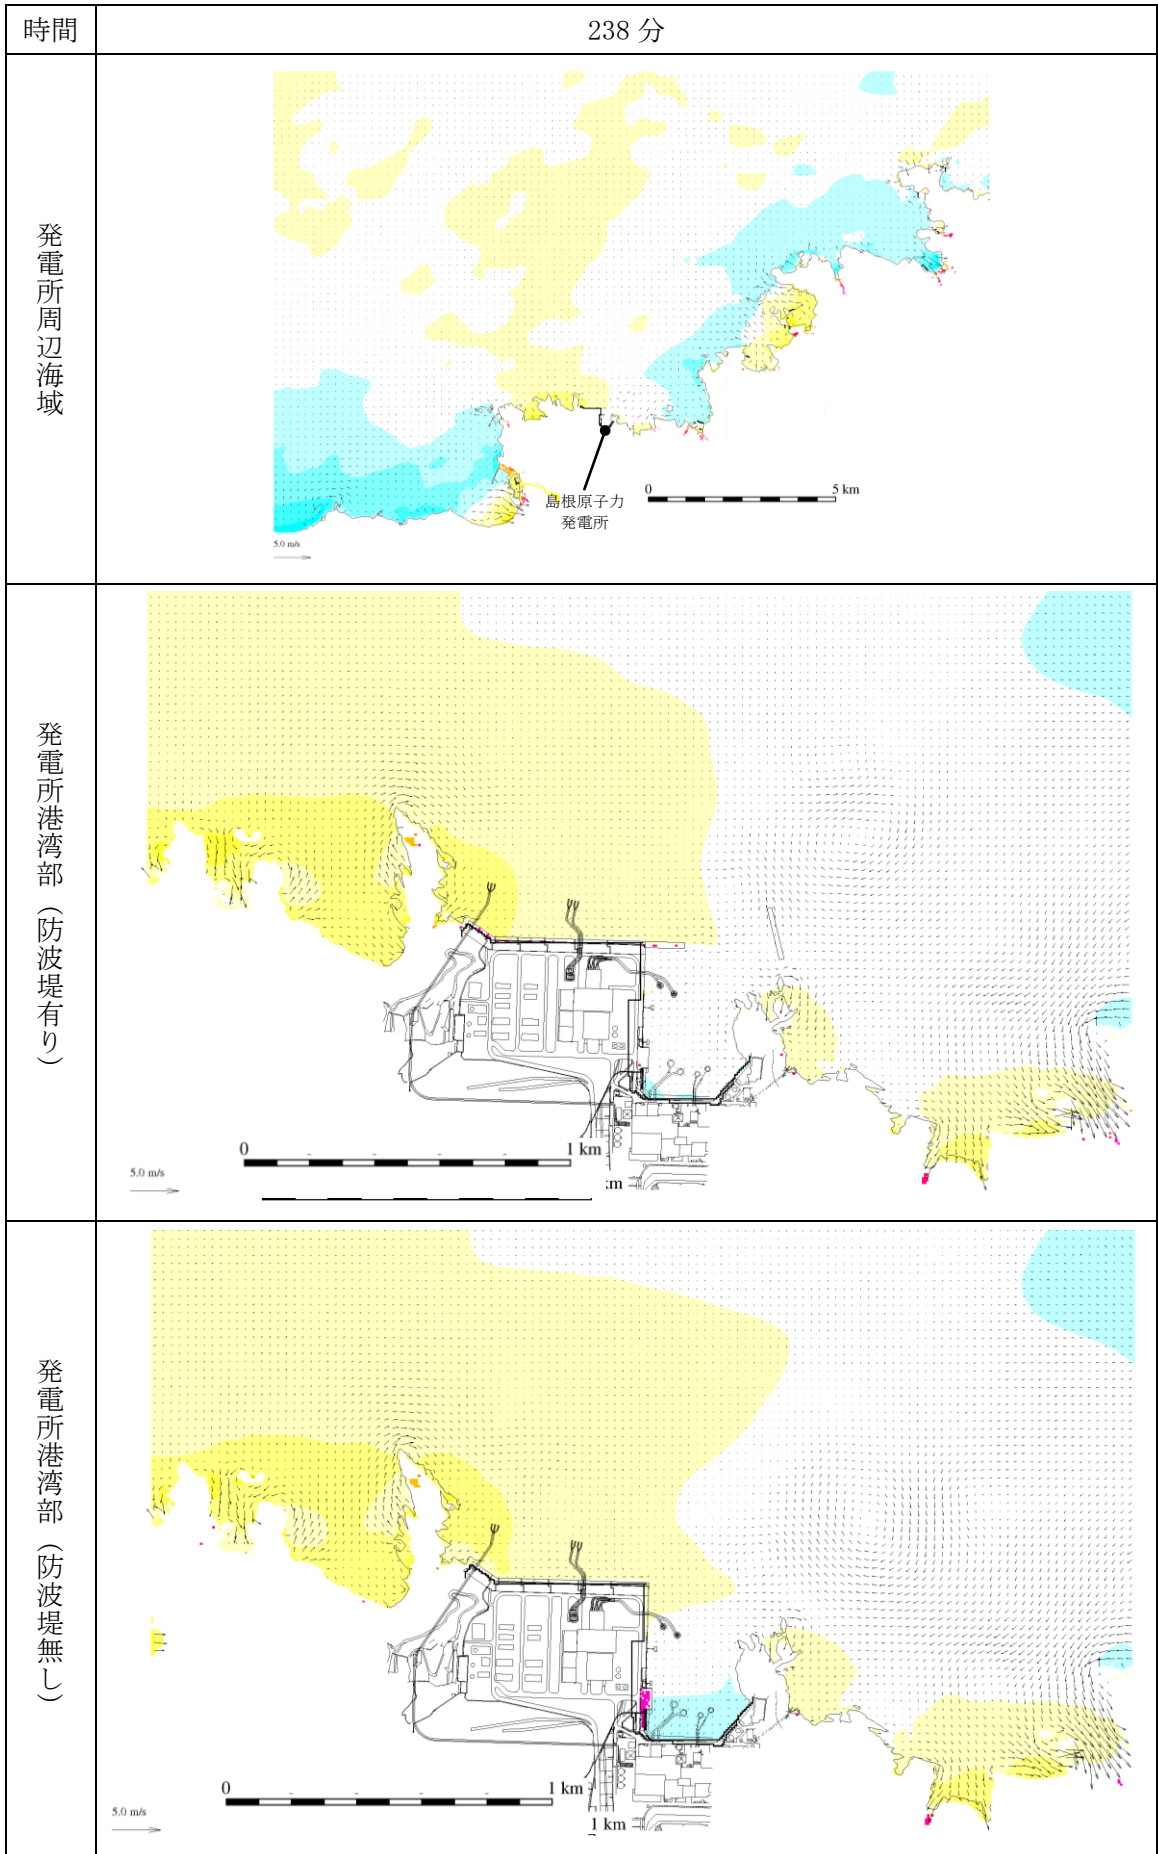 時間
238 分
発電所周辺海域
島根原子力
発電所
0
5 km
5.0 m/s
発電所港湾部（防波堤有り）
0
1 km
5.0 m/s
km
発電所港湾部（防波堤無し）
0
1 km
5.0 m/s
1 km